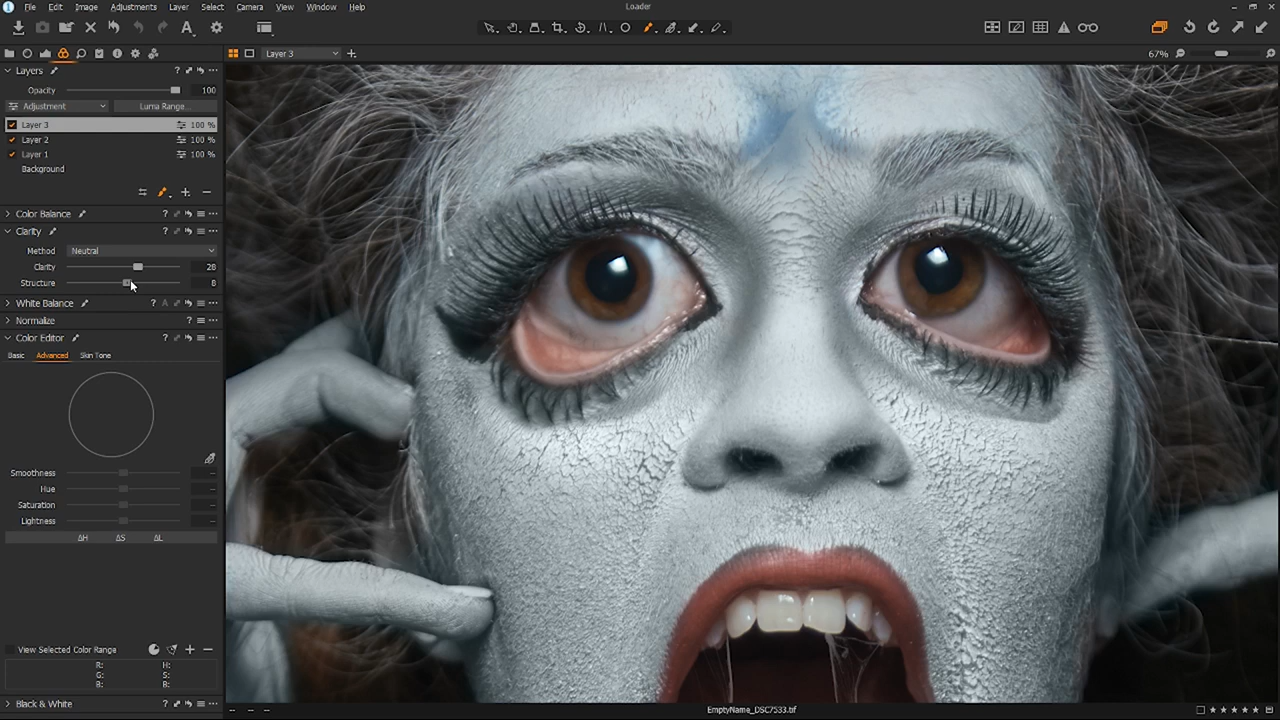 File Edit Image Adjustments Layer Select Camera View Window Help
Loader
Layer 3
67%
Layers
Opacity 100
Adjustment Luma Range...
Layer 3 100 %
Layer 2 100 %
Layer 1 100 %
Background
Color Balance
Clarity
Method Neutral
Clarity 28
Structure 8
White Balance
Normalize
Color Editor
Basic Advanced Skin Tone
Smoothness
Hue
Saturation
Lightness
ΔH ΔS ΔL
View Selected Color Range
R: H:
G: S:
B: B:
Black & White
EmptyName_DSC7533.tif